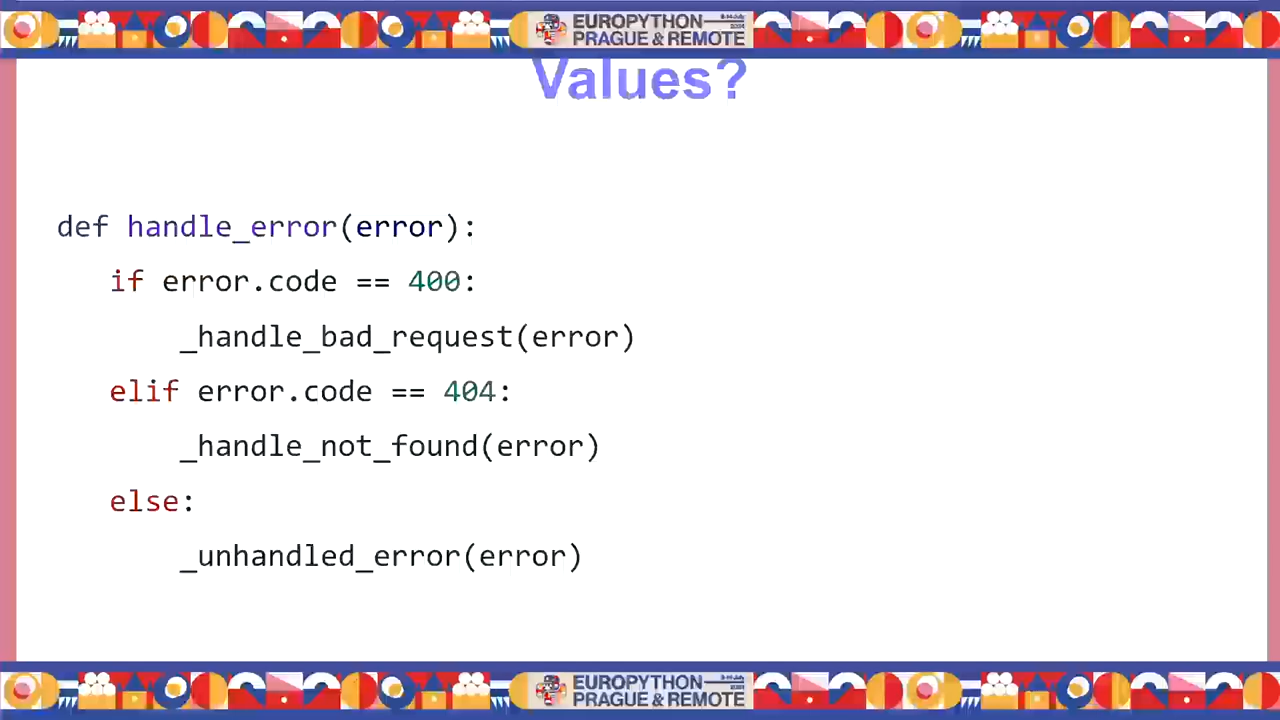 EUROPYTHON
PRAGUE & REMOTE
Values?
def handle_error(error):
if error.code == 400:
_handle_bad_request(error)
elif error.code == 404:
_handle_not_found(error)
else:
_unhandled_error(error)
EUROPYTHON
PRAGUE & REMOTE